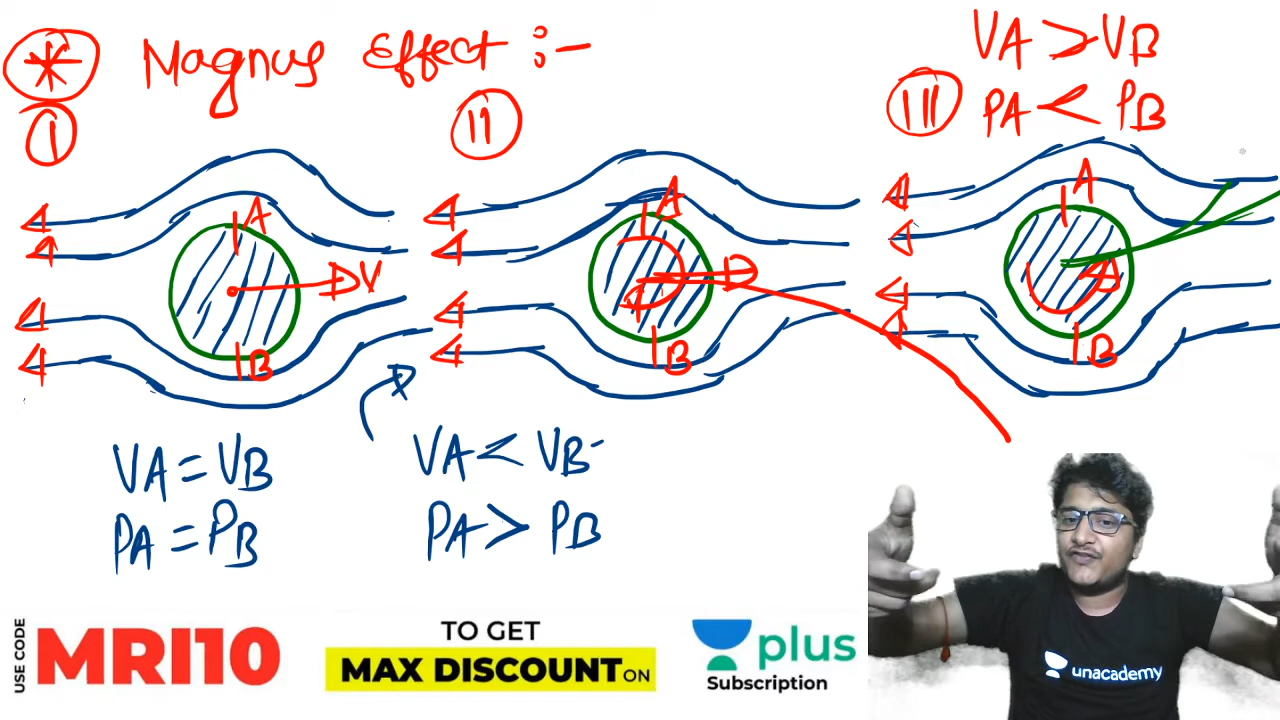 * Magnus Effect :-
I
II
III
VA > VB
PA < PB
A
V
B
A
B
A
B
VA = VB
PA = PB
VA < VB
PA > PB
USE CODE
MRI10
TO GET
MAX DISCOUNT ON
plus
Subscription
unacademy